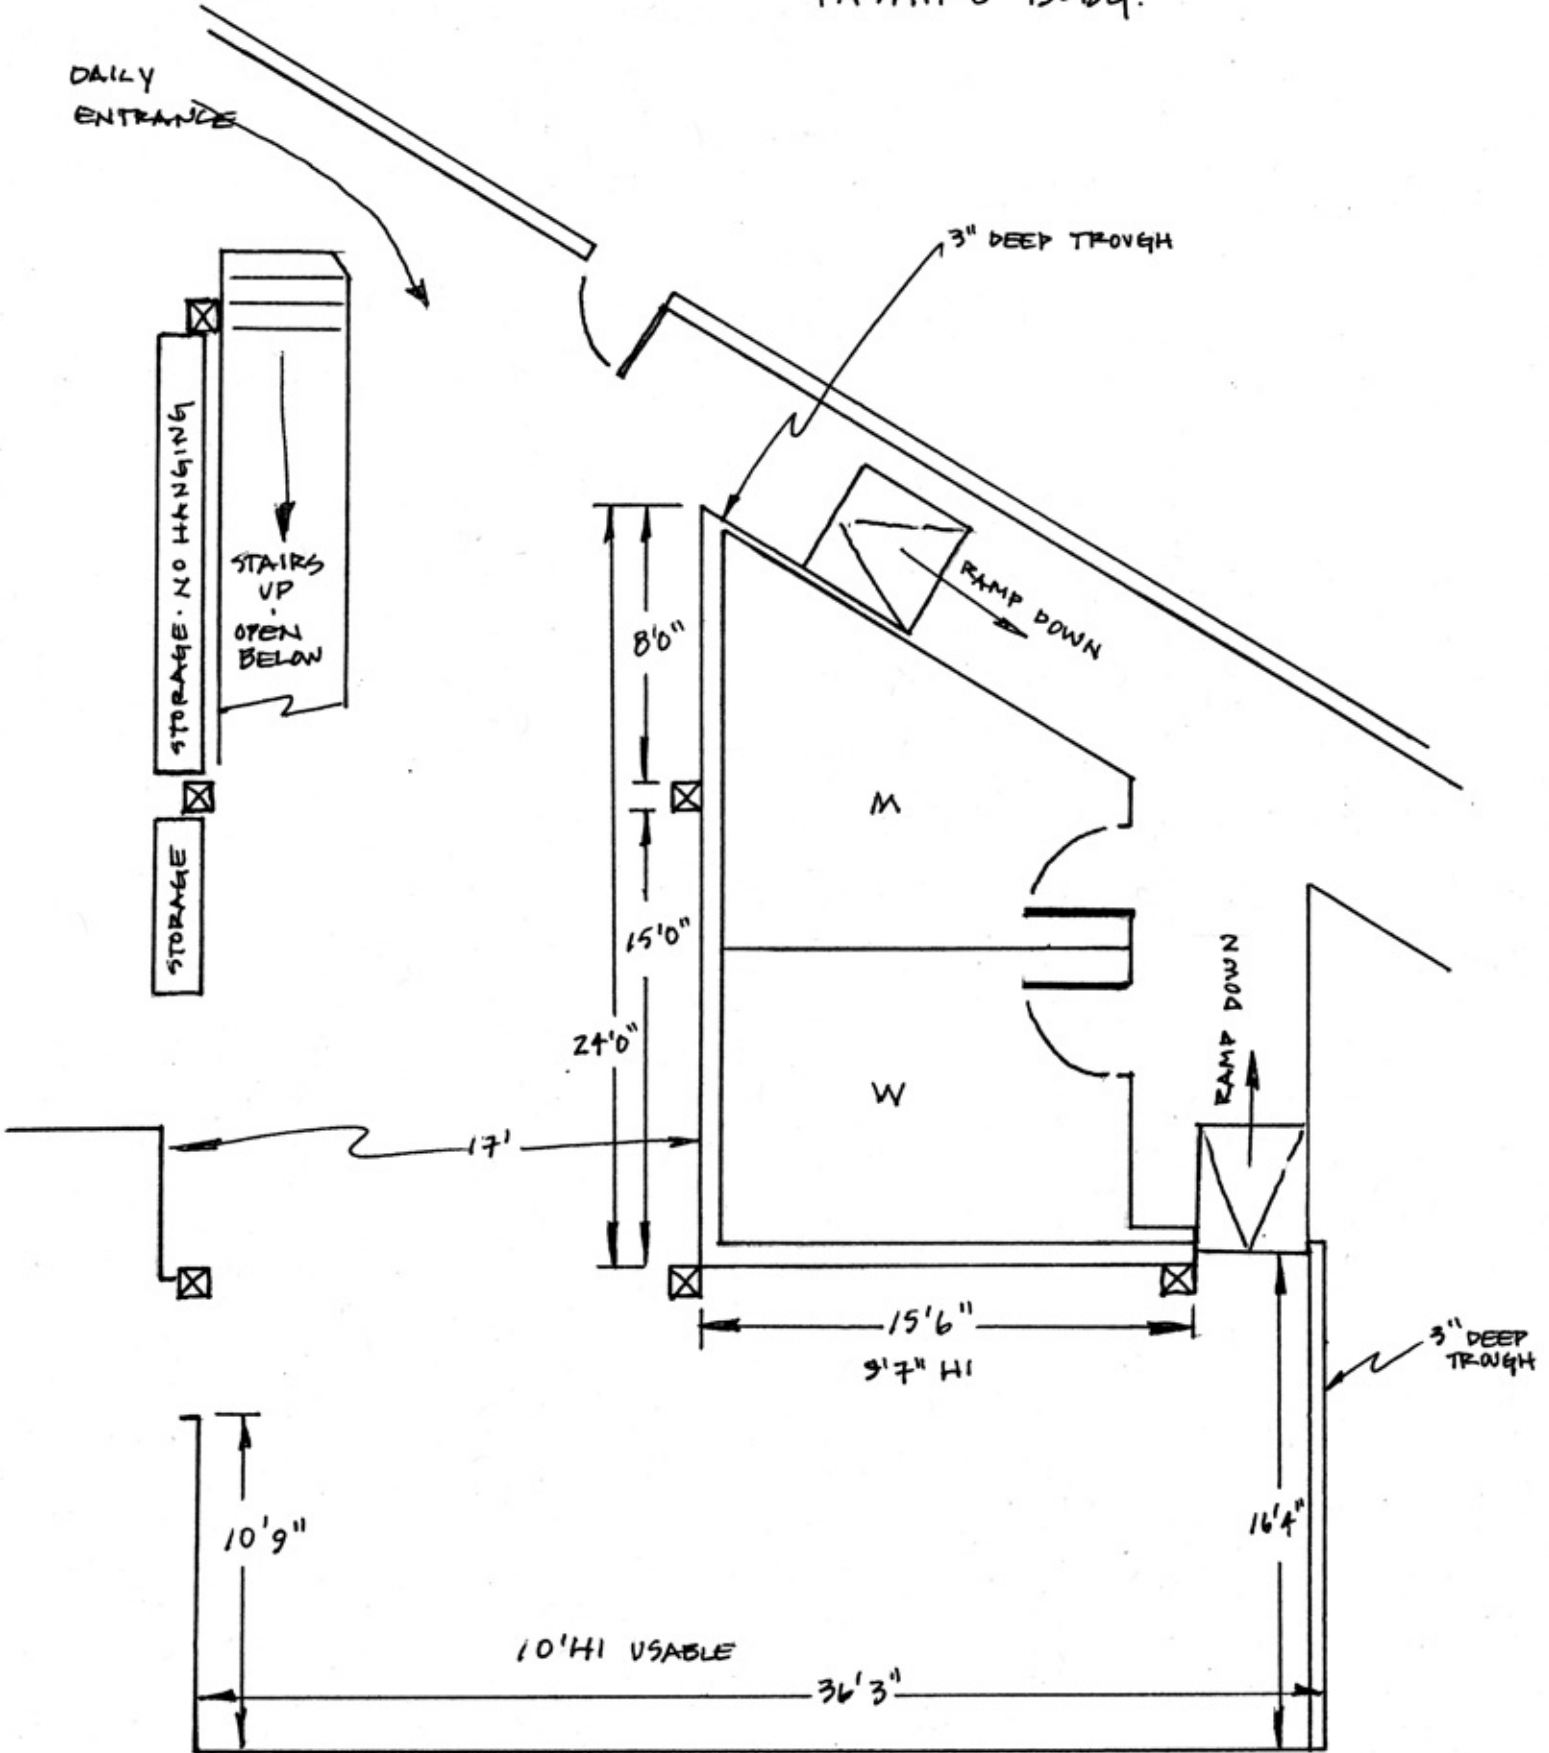 DAILY
ENTRANCE
3" DEEP TROUGH
STORAGE · NO HANGING
STAIRS
UP
·
OPEN
BELOW
RAMP DOWN
8'0"
M
15'0"
STORAGE
RAMP DOWN
24'0"
W
17'
15'6"
9'7" HI
3" DEEP
TROUGH
10'9"
16'4"
10'HI USABLE
36'3"